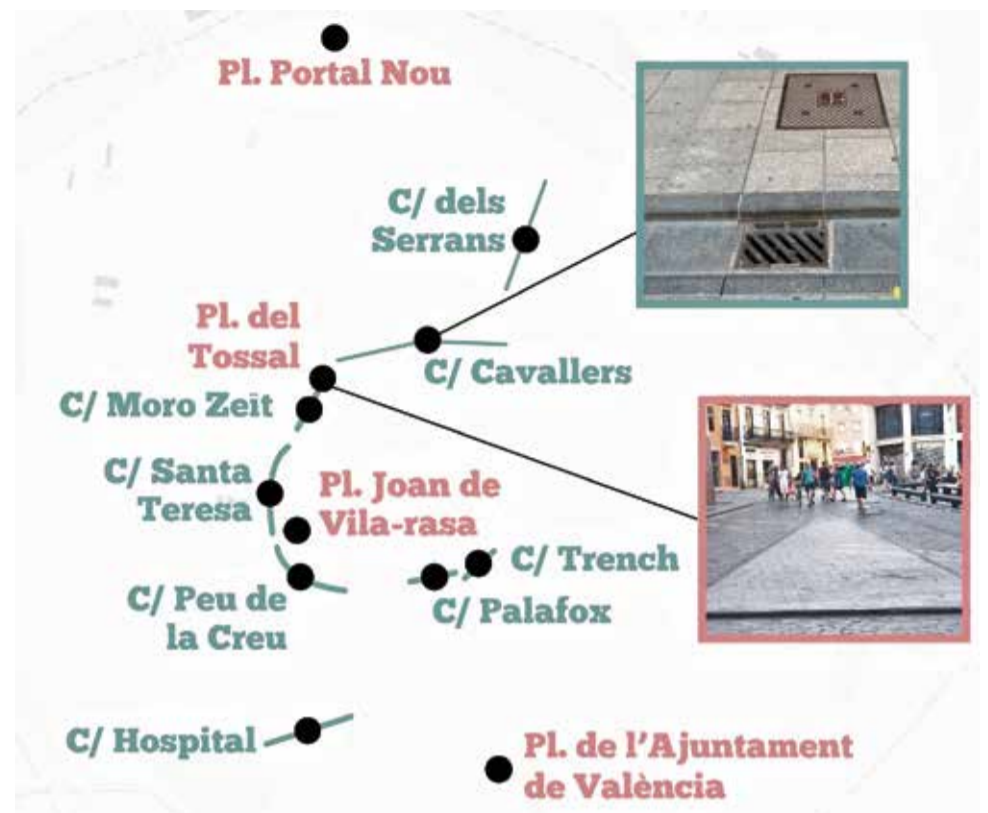 Pl. Portal Nou
C/ dels
Serrans
Pl. del
Tossal
C/ Cavallers
C/ Moro Zeït
C/ Santa
Teresa
Pl. Joan de
Vila-rasa
C/ Trench
C/ Peu de
la Creu
C/ Palafox
C/ Hospital
Pl. de l'Ajuntament
de València